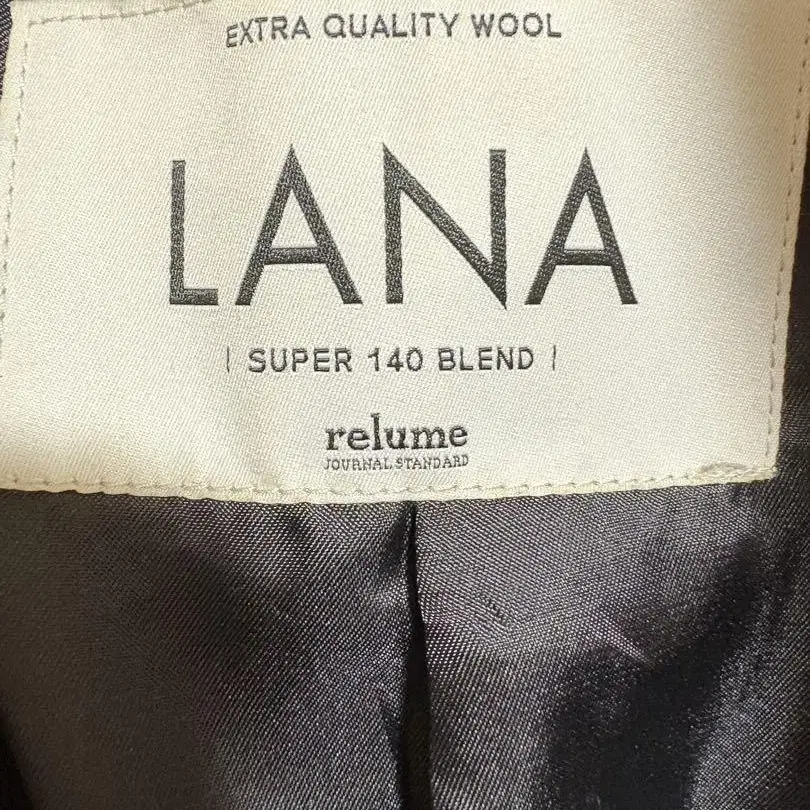 EXTRA QUALITY WOOL
LANA
| SUPER 140 BLEND |
relume
JOURNAL STANDARD